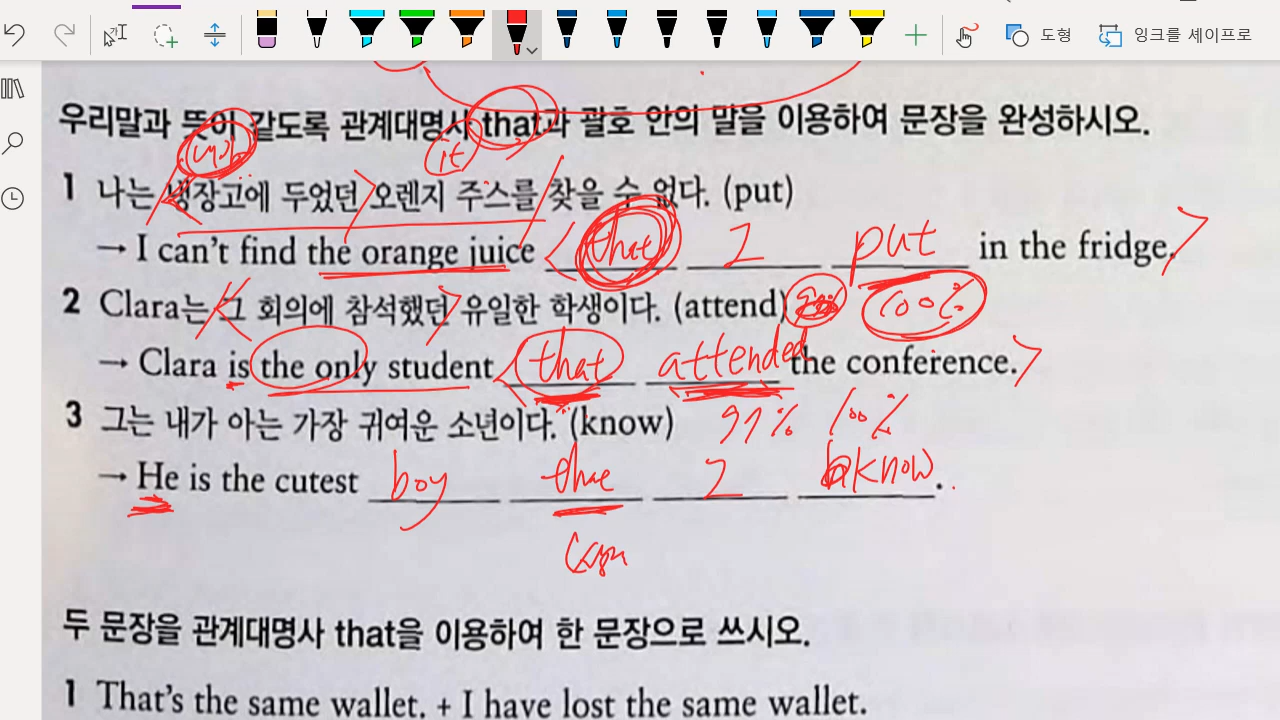 도형
잉크를 셰이프로
우리말과 뜻이 같도록 관계대명사 that과 괄호 안의 말을 이용하여 문장을 완성하시오.
it
1 나는 냉장고에 두었던 오렌지 주스를 찾을 수 없다. (put)
→ I can't find the orange juice that I put in the fridge.
2 Clara는 그 회의에 참석했던 유일한 학생이다. (attend)
100%
→ Clara is the only student that attended the conference.
3 그는 내가 아는 가장 귀여운 소년이다. (know)
97% 100%
→ He is the cutest boy that I know.
두 문장을 관계대명사 that을 이용하여 한 문장으로 쓰시오.
1 That's the same wallet. + I have lost the same wallet.